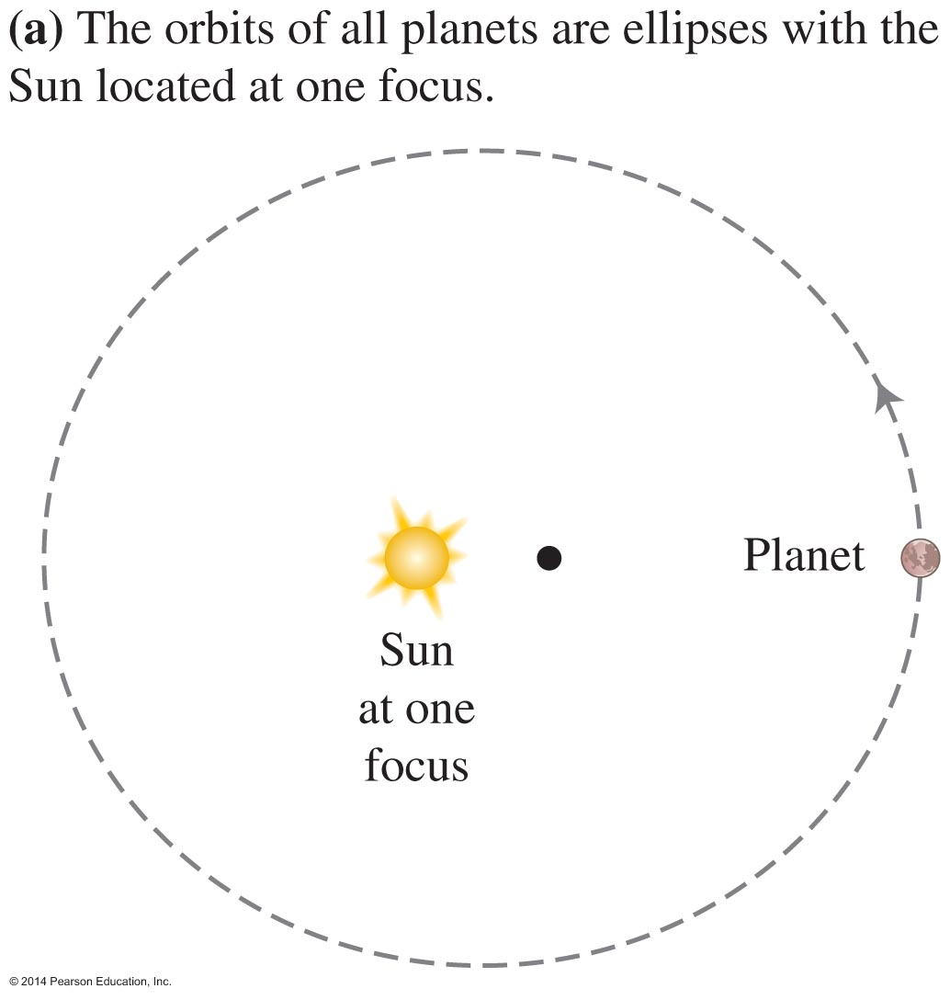 (a) The orbits of all planets are ellipses with the
Sun located at one focus.
Planet
Sun
at one
focus
© 2014 Pearson Education, Inc.